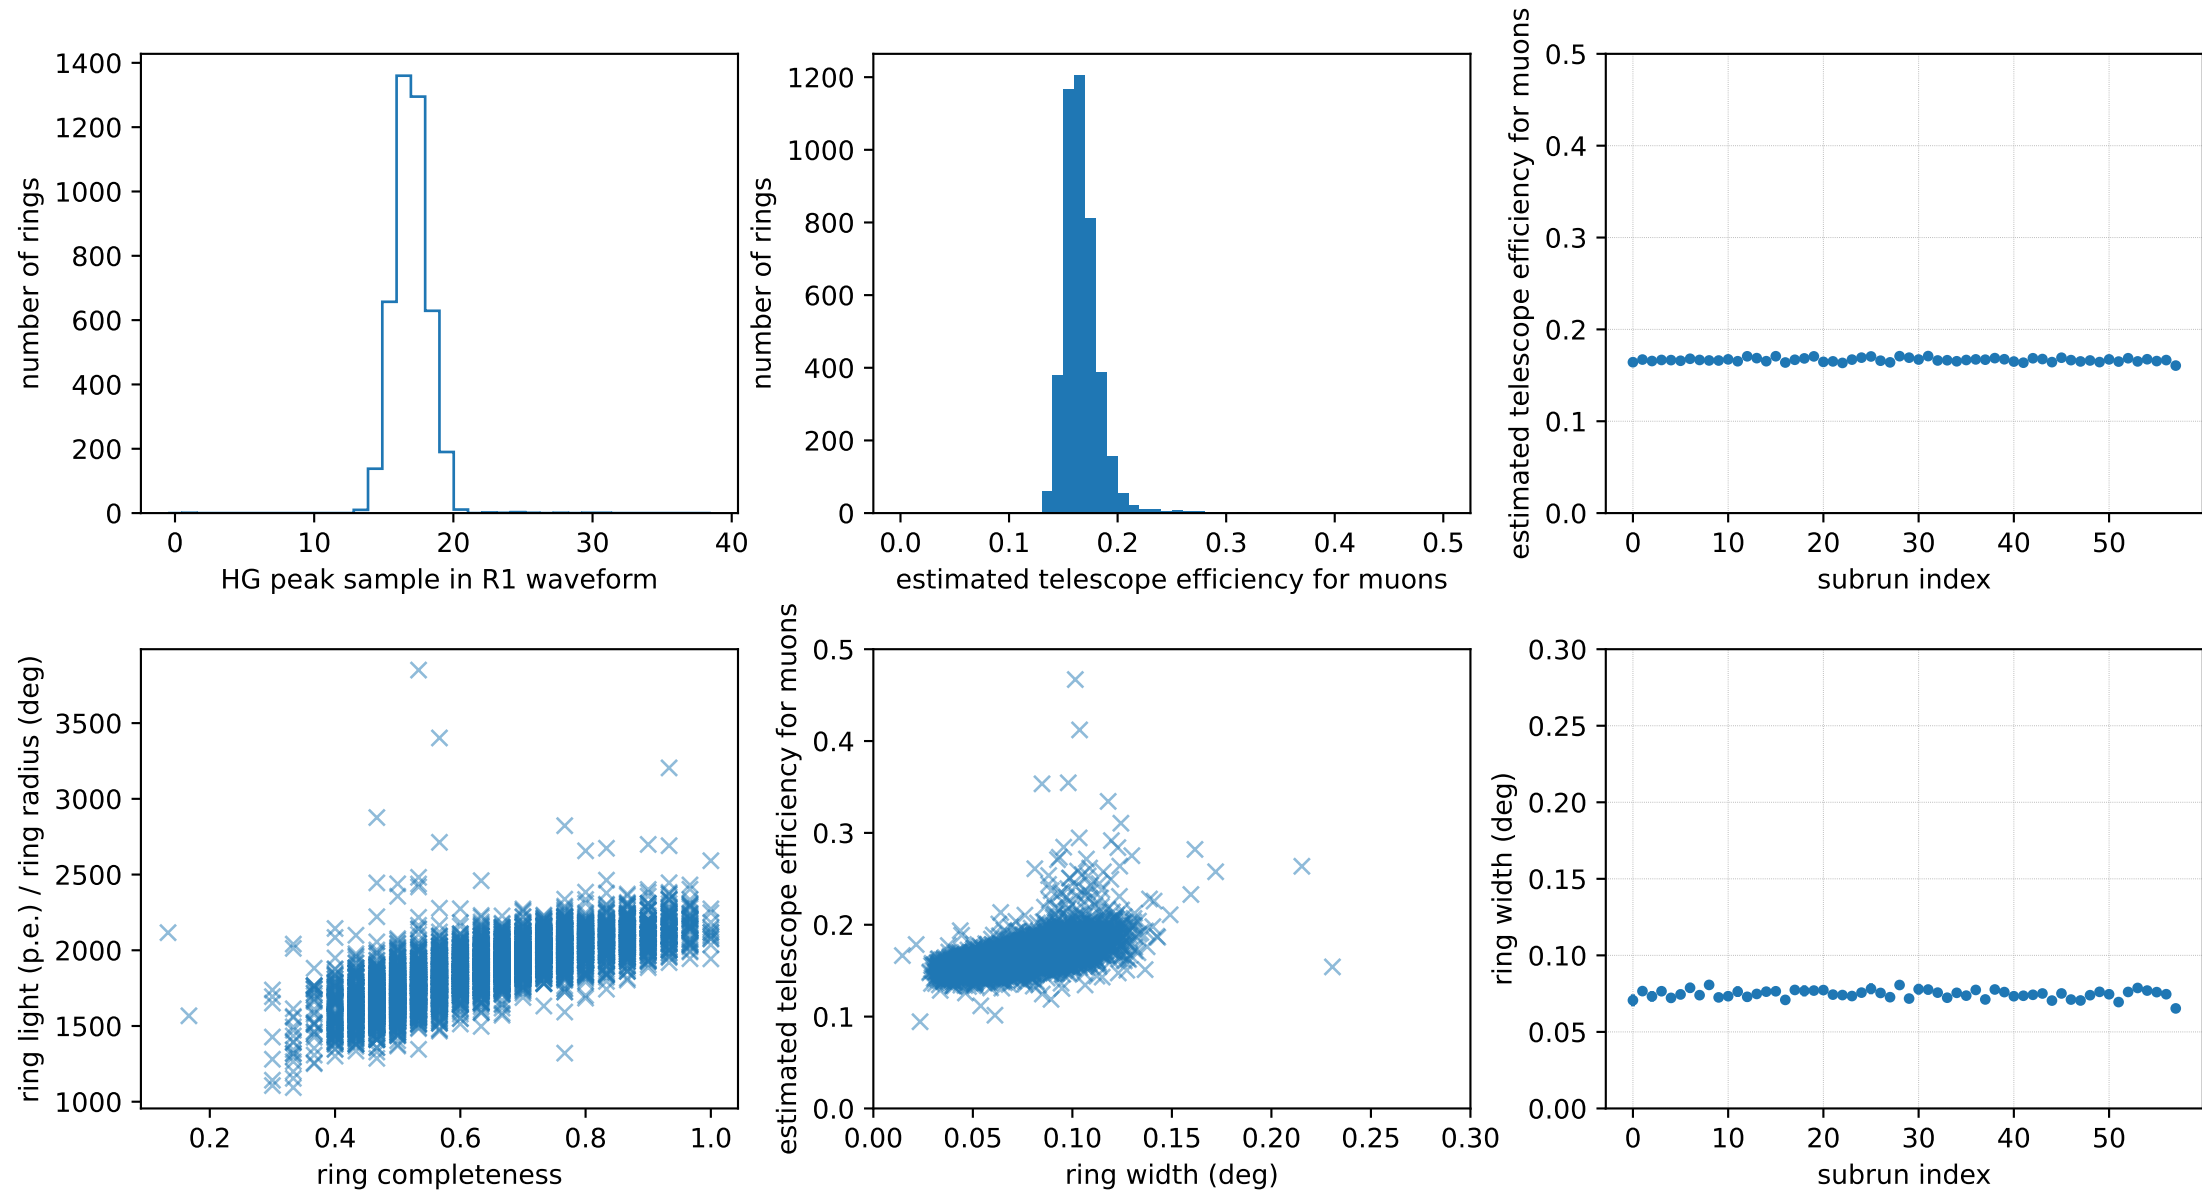 number of rings
1400
1200
1000
800
600
400
200
0
0 10 20 30 40
HG peak sample in R1 waveform
number of rings
1200
1000
800
600
400
200
0
0.0 0.1 0.2 0.3 0.4 0.5
estimated telescope efficiency for muons
estimated telescope efficiency for muons
0.5
0.4
0.3
0.2
0.1
0.0
0 10 20 30 40 50
subrun index
ring light (p.e.) / ring radius (deg)
3500
3000
2500
2000
1500
1000
0.2 0.4 0.6 0.8 1.0
ring completeness
estimated telescope efficiency for muons
0.5
0.4
0.3
0.2
0.1
0.0
0.00 0.05 0.10 0.15 0.20 0.25 0.30
ring width (deg)
ring width (deg)
0.30
0.25
0.20
0.15
0.10
0.05
0.00
0 10 20 30 40 50
subrun index